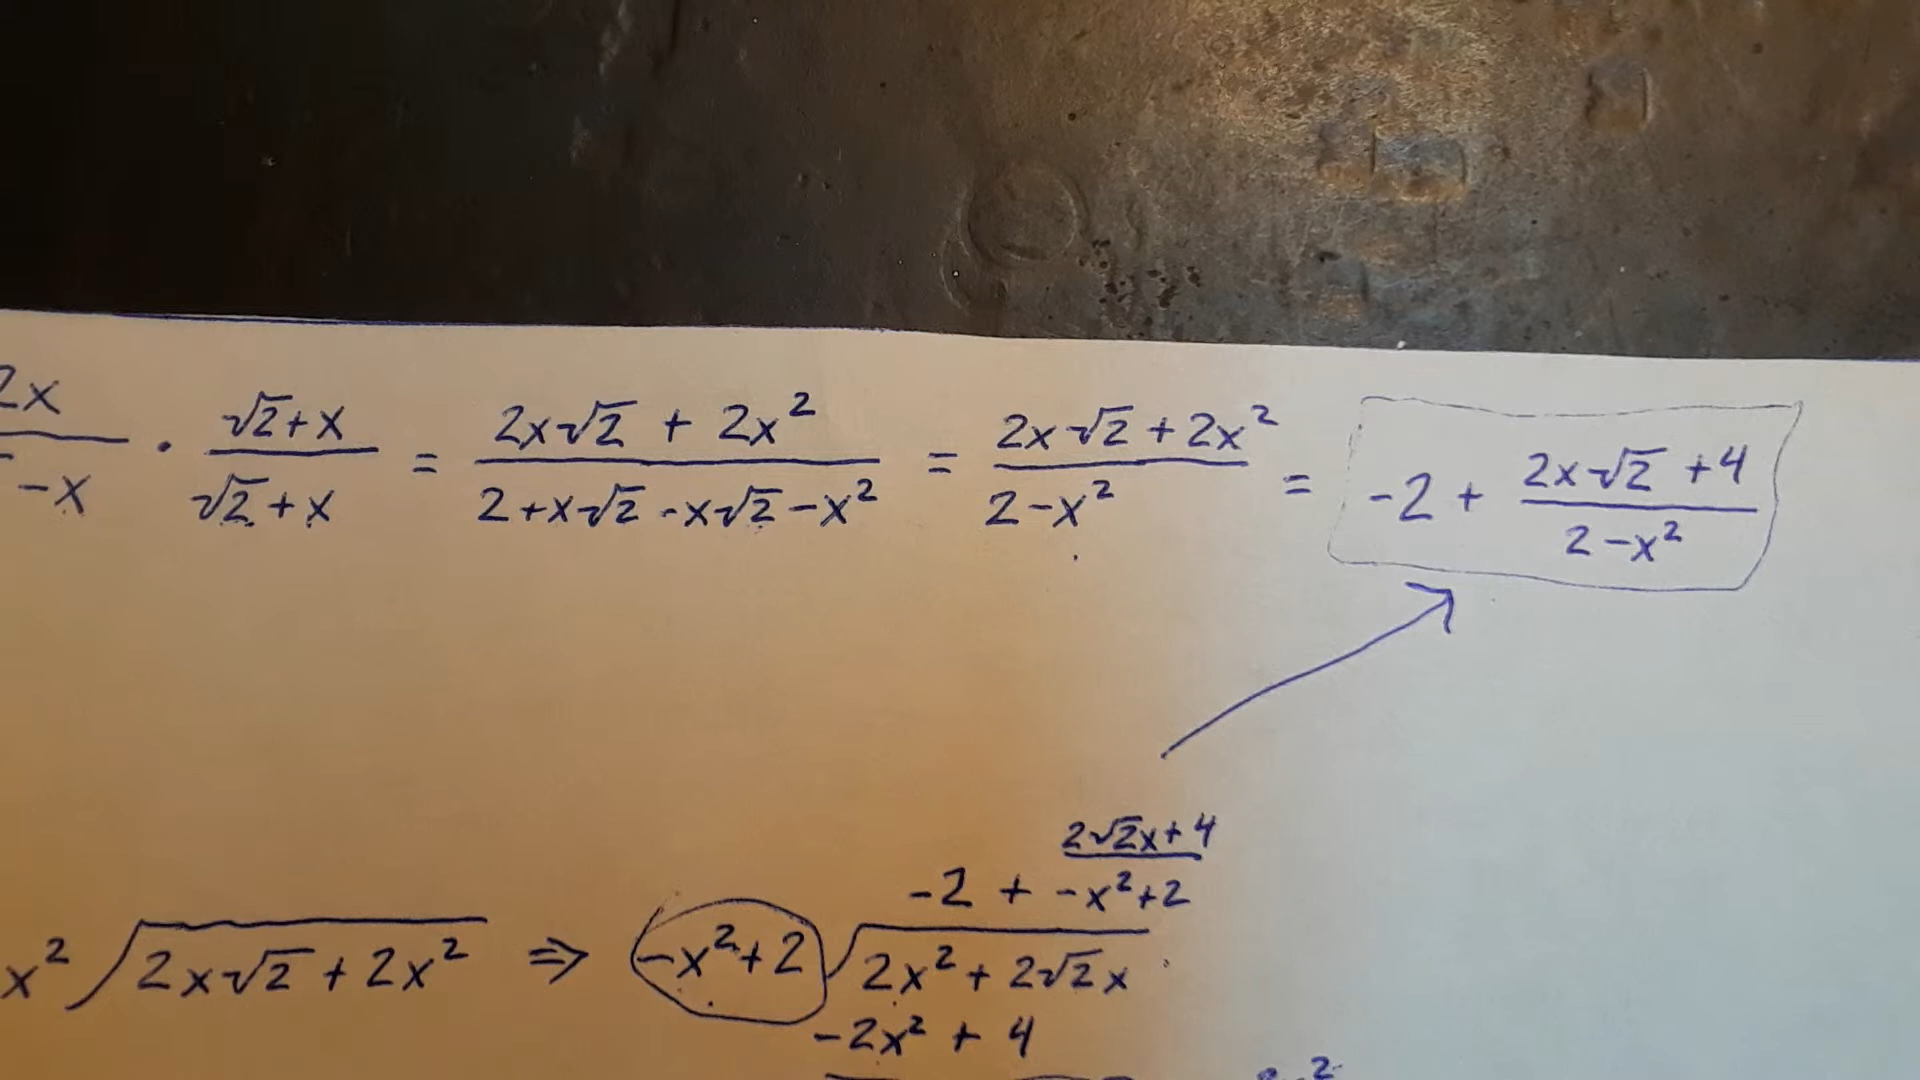 2x/-x · √2+x/√2+x = 2x√2 + 2x²/2+x√2-x√2-x² = 2x√2+2x²/2-x² = -2 + 2x√2+4/2-x²
2√2x+4
-2 + -x²+2
x² 2x√2+2x² ⇒ -x²+2 2x²+2√2x
-2x² + 4